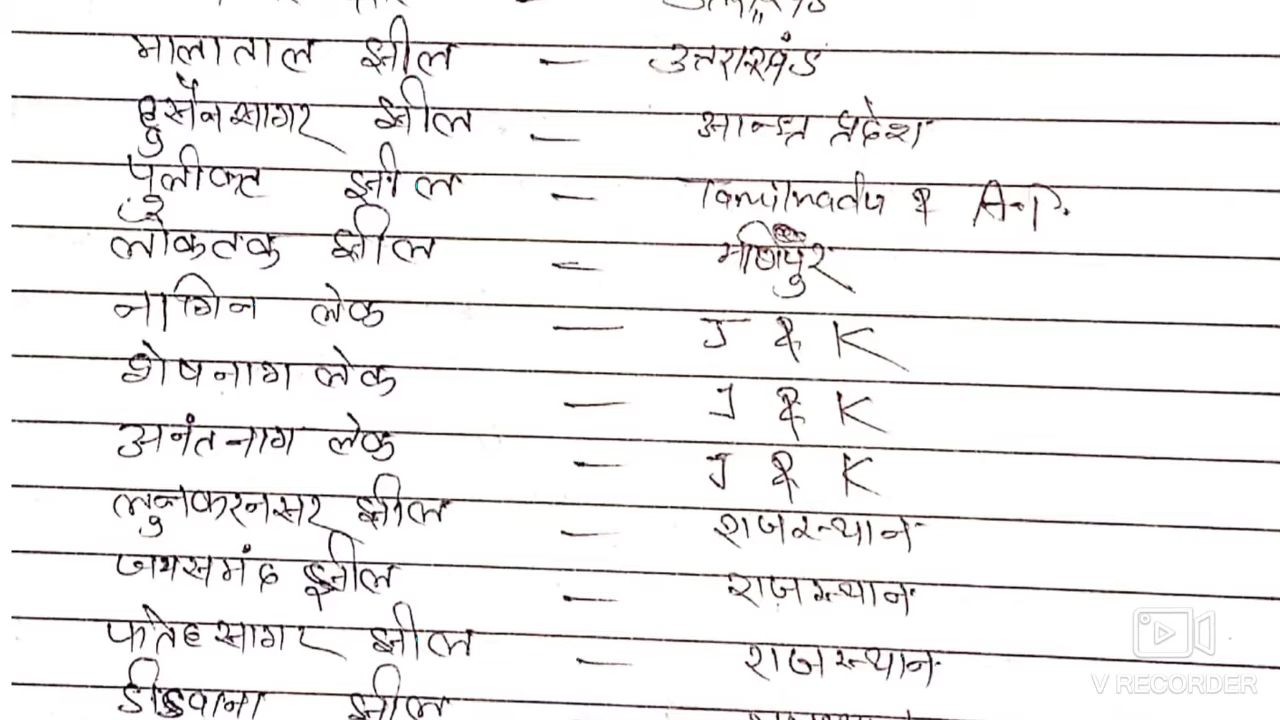 मालाताल झील – उत्तराखंड
हुसैनसागर झील – आन्ध्र प्रदेश
पुलीकट झील – Tamilnadu & A.P.
लोकटक झील – मणिपुर
नागिन लेक – J & K
शेषनाग लेक – J & K
अनंतनाग लेक – J & K
लुनकरनसर झील – राजस्थान
जयसमंद झील – राजस्थान
फतेहसागर झील – राजस्थान
डीडवाना झील
V RECORDER